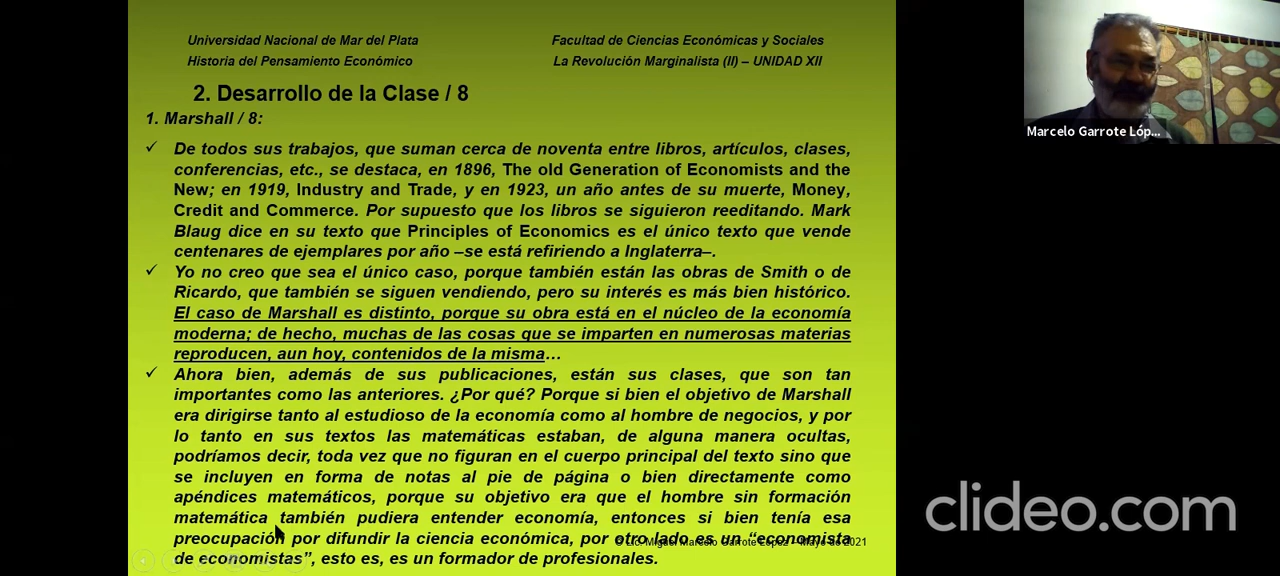 Universidad Nacional de Mar del Plata
Facultad de Ciencias Económicas y Sociales
Historia del Pensamiento Económico
La Revolución Marginalista (II) – UNIDAD XII
2. Desarrollo de la Clase / 8
1. Marshall / 8:
✓ De todos sus trabajos, que suman cerca de noventa entre libros, artículos, clases,
conferencias, etc., se destaca, en 1896, The old Generation of Economists and the
New; en 1919, Industry and Trade, y en 1923, un año antes de su muerte, Money,
Credit and Commerce. Por supuesto que los libros se siguieron reeditando. Mark
Blaug dice en su texto que Principles of Economics es el único texto que vende
centenares de ejemplares por año –se está refiriendo a Inglaterra–.
✓ Yo no creo que sea el único caso, porque también están las obras de Smith o de
Ricardo, que también se siguen vendiendo, pero su interés es más bien histórico.
El caso de Marshall es distinto, porque su obra está en el núcleo de la economía
moderna; de hecho, muchas de las cosas que se imparten en numerosas materias
reproducen, aun hoy, contenidos de la misma…
✓ Ahora bien, además de sus publicaciones, están sus clases, que son tan
importantes como las anteriores. ¿Por qué? Porque si bien el objetivo de Marshall
era dirigirse tanto al estudioso de la economía como al hombre de negocios, y por
lo tanto en sus textos las matemáticas estaban, de alguna manera ocultas,
podríamos decir, toda vez que no figuran en el cuerpo principal del texto sino que
se incluyen en forma de notas al pie de página o bien directamente como
apéndices matemáticos, porque su objetivo era que el hombre sin formación
matemática también pudiera entender economía, entonces si bien tenía esa
preocupación por difundir la ciencia económica, por otro lado es un “economista
de economistas”, esto es, es un formador de profesionales.
© Lic. Miguel Marcelo Garrote López – Mayo de 2021
Marcelo Garrote Lóp...
clideo.com